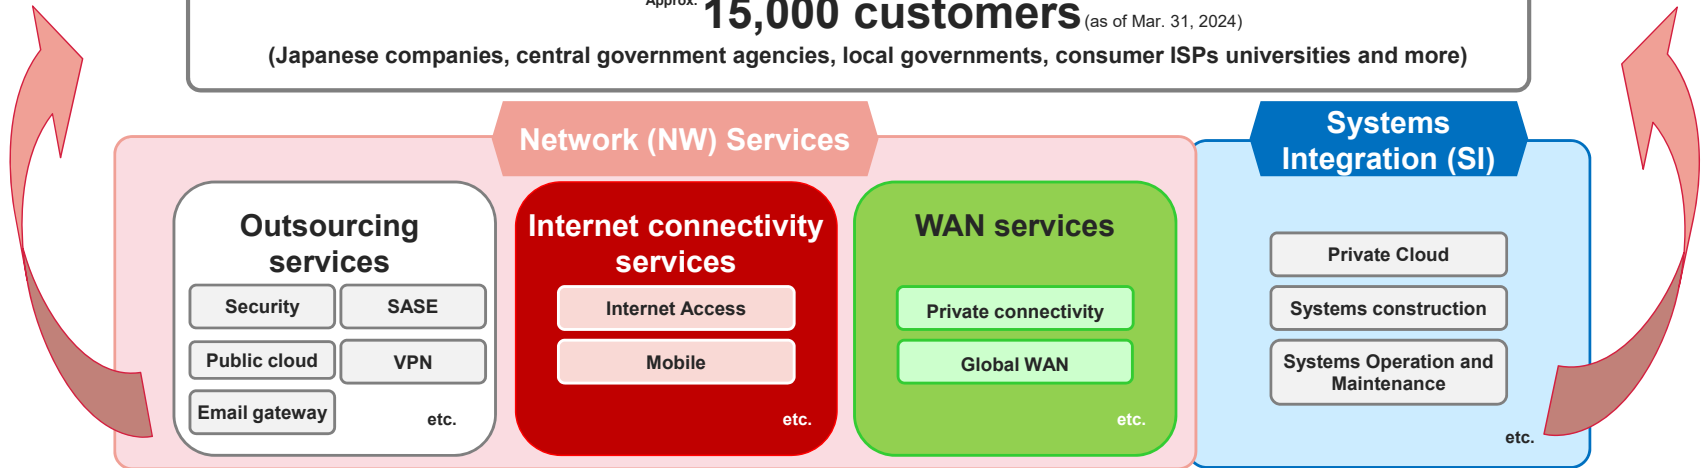 Approx. 15,000 customers (as of Mar. 31, 2024)
(Japanese companies, central government agencies, local governments, consumer ISPs universities and more)
Network (NW) Services
Systems
Integration (SI)
Outsourcing
services
Security
SASE
Public cloud
VPN
Email gateway
etc.
Internet connectivity
services
Internet Access
Mobile
etc.
WAN services
Private connectivity
Global WAN
etc.
Private Cloud
Systems construction
Systems Operation and
Maintenance
etc.